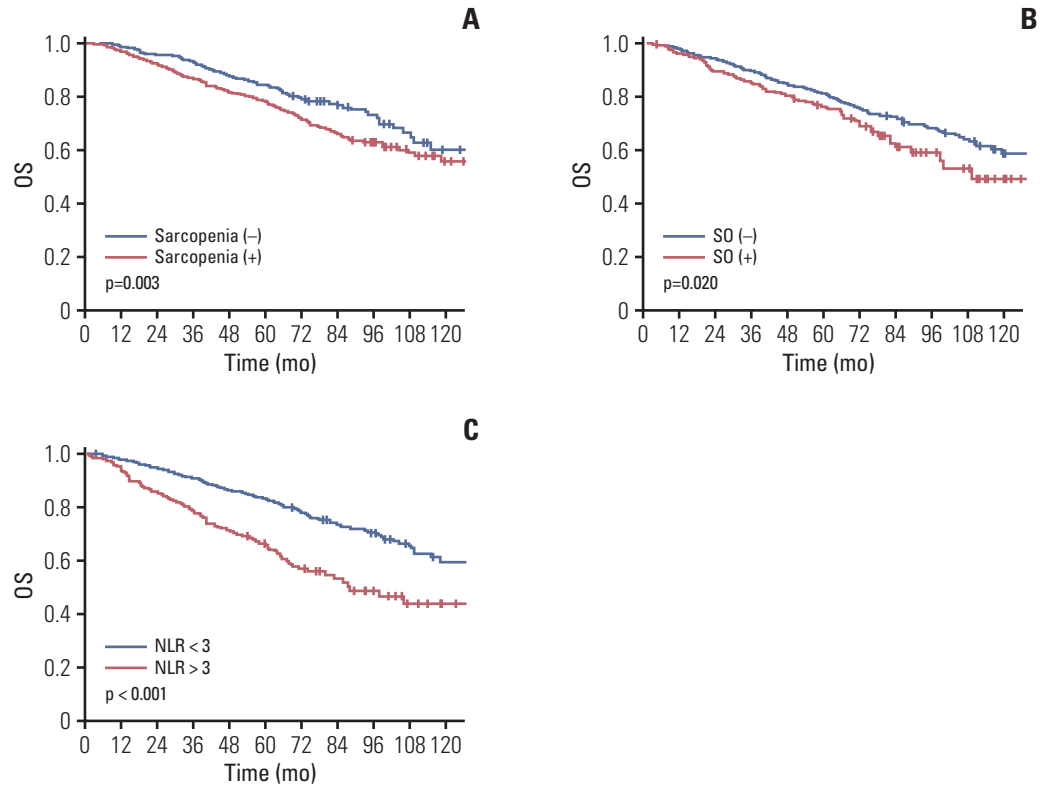 A
1.0
0.8
0.6
0.4
0.2
0
OS
Sarcopenia (–)
Sarcopenia (+)
p=0.003
0 12 24 36 48 60 72 84 96 108 120
Time (mo)
B
1.0
0.8
0.6
0.4
0.2
0
OS
SO (–)
SO (+)
p=0.020
0 12 24 36 48 60 72 84 96 108 120
Time (mo)
C
1.0
0.8
0.6
0.4
0.2
0
OS
NLR < 3
NLR > 3
p < 0.001
0 12 24 36 48 60 72 84 96 108 120
Time (mo)